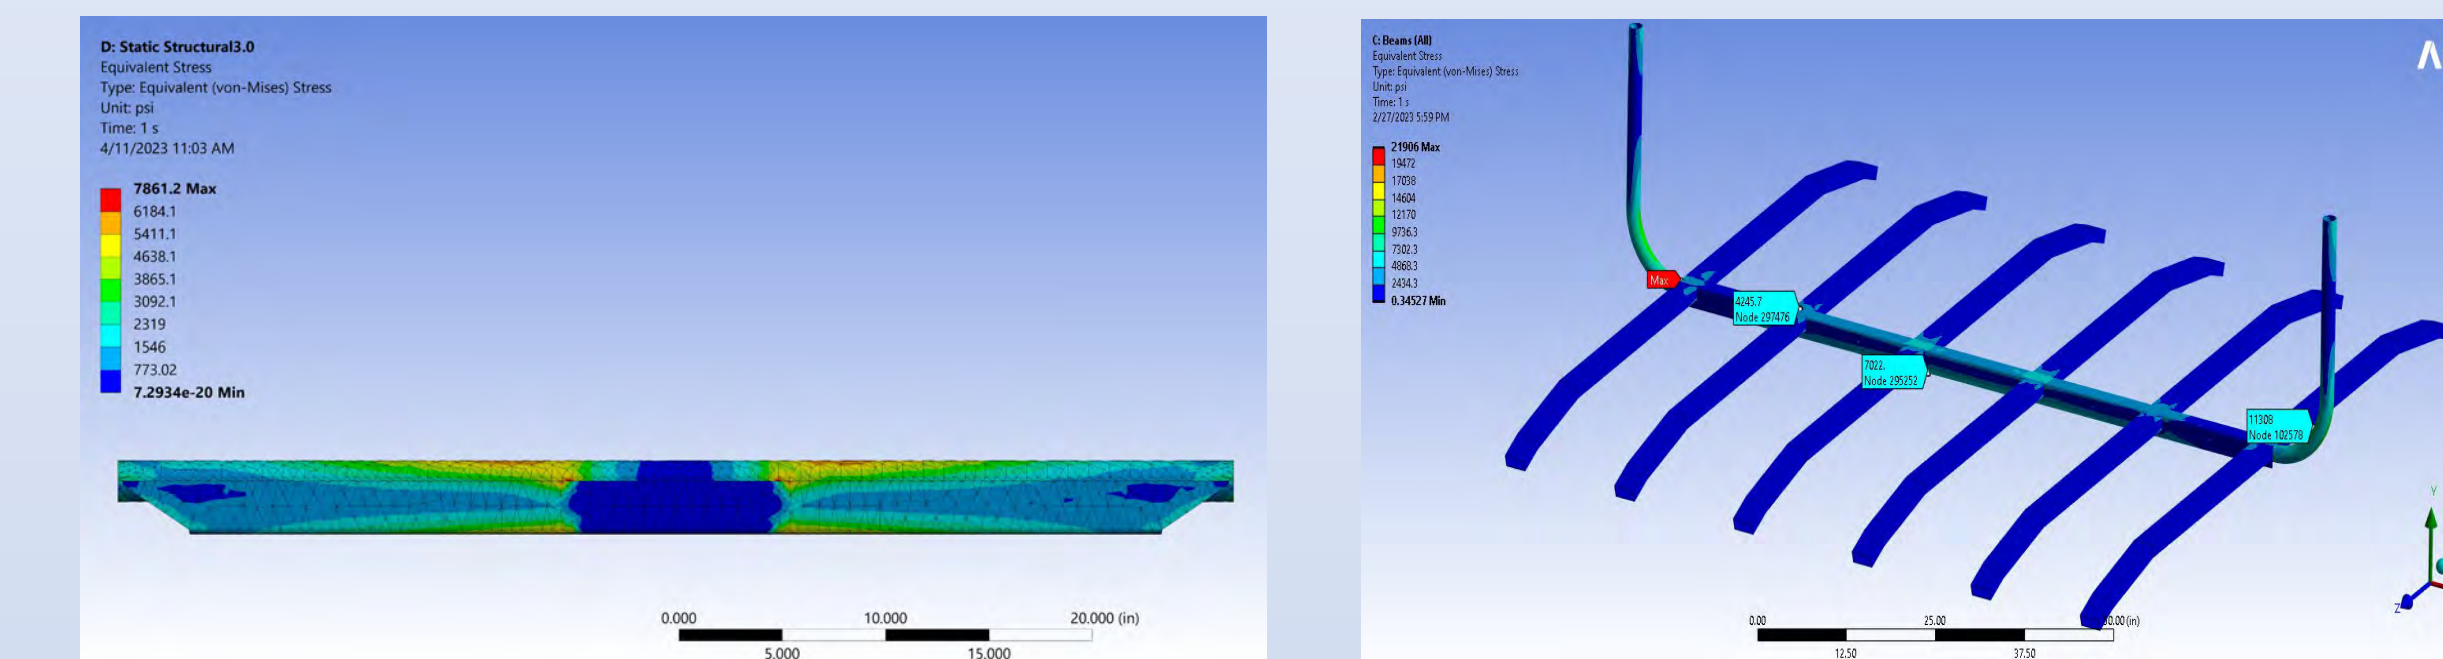 D: Static Structural3.0
Equivalent Stress
Type: Equivalent (von-Mises) Stress
Unit: psi
Time: 1 s
4/11/2023 11:03 AM
7861.2 Max
6184.1
5411.1
4638.1
3865.1
3092.1
2319
1546
773.02
7.2934e-20 Min
0.000 10.000 20.000 (in)
5.000 15.000
C: Beams (All)
Equivalent Stress
Type: Equivalent (von-Mises) Stress
Unit: psi
Time: 1 s
2/27/2023 5:59 PM
21906 Max
19472
17038
14604
12170
9736.3
7302.3
4868.3
2434.3
0.34527 Min
Max
4245.7
Node 297476
7022.
Node 295252
11308
Node 102578
Y
Z
0.00 25.00 (in)
12.50 37.50